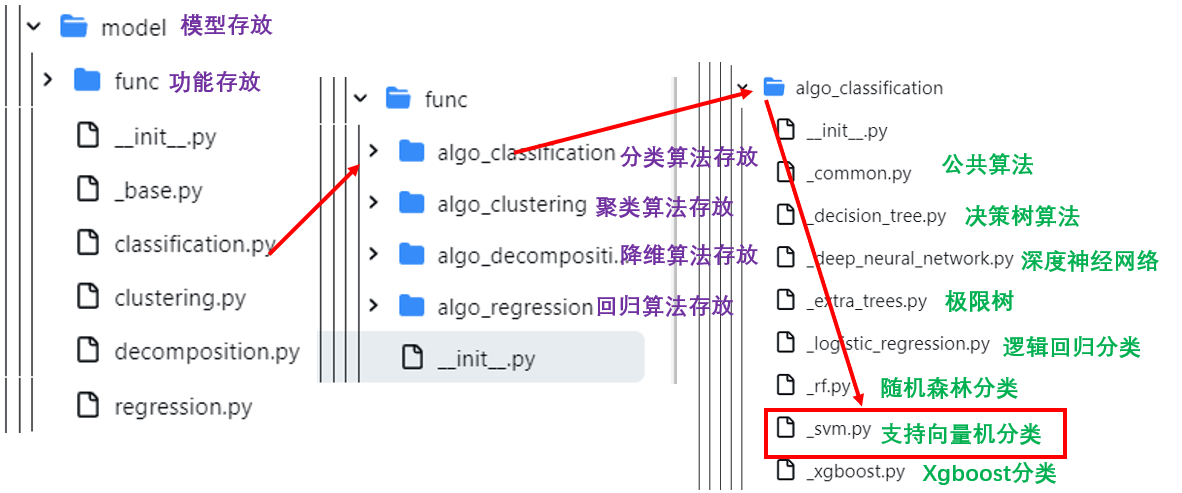 model 模型存放
func 功能存放
__init__.py
_base.py
classification.py
clustering.py
decomposition.py
regression.py
func
algo_classification 分类算法存放
algo_clustering 聚类算法存放
algo_decompositi... 降维算法存放
algo_regression 回归算法存放
__init__.py
algo_classification
__init__.py
_common.py 公共算法
_decision_tree.py 决策树算法
_deep_neural_network.py 深度神经网络
_extra_trees.py 极限树
_logistic_regression.py 逻辑回归分类
_rf.py 随机森林分类
_svm.py 支持向量机分类
_xgboost.py Xgboost分类